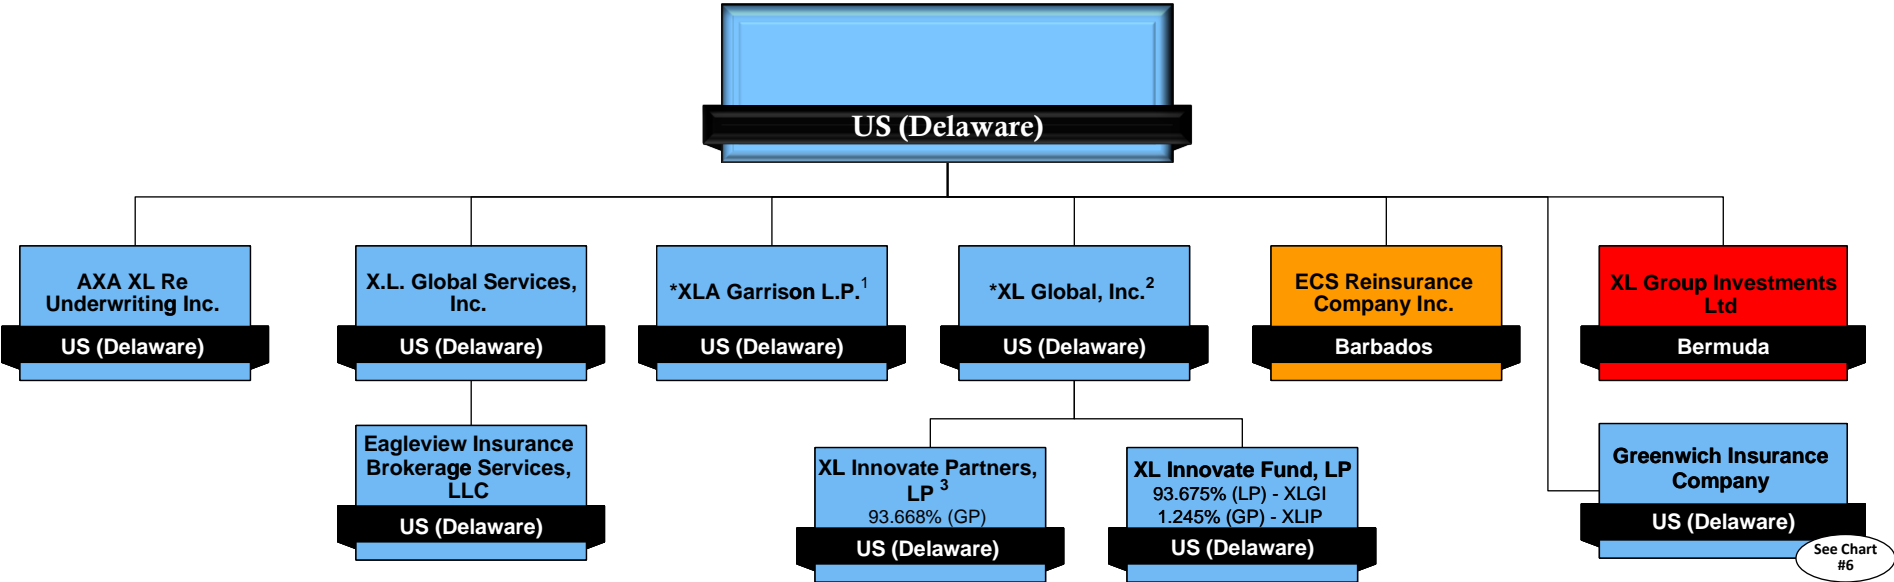 US (Delaware)
AXA XL Re
Underwriting Inc.
US (Delaware)
X.L. Global Services,
Inc.
US (Delaware)
*XLA Garrison L.P.1
US (Delaware)
*XL Global, Inc.2
US (Delaware)
ECS Reinsurance
Company Inc.
Barbados
XL Group Investments
Ltd
Bermuda
Eagleview Insurance
Brokerage Services,
LLC
US (Delaware)
XL Innovate Partners,
LP 3
93.668% (GP)
US (Delaware)
XL Innovate Fund, LP
93.675% (LP) - XLGI
1.245% (GP) - XLIP
US (Delaware)
Greenwich Insurance
Company
US (Delaware)
See Chart
#6